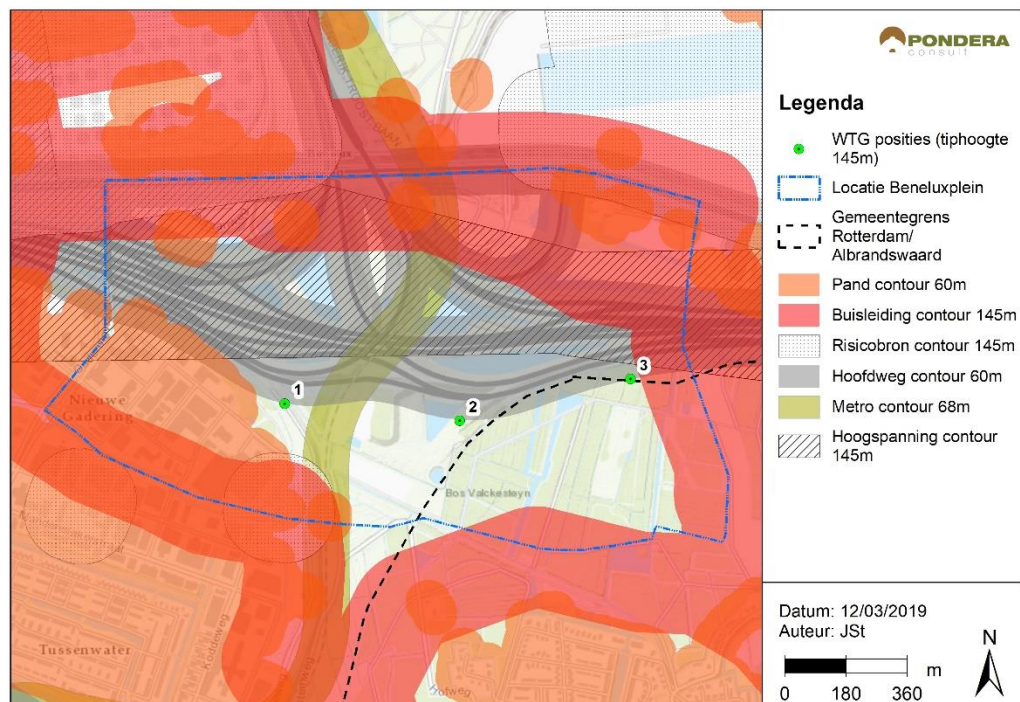 PONDERA
consult
Legenda
WTG posities (tiphoogte
145m)
Locatie Beneluxplein
Gemeentegrens
Rotterdam/
Albrandswaard
Pand contour 60m
Buisleiding contour 145m
Risicobron contour 145m
Hoofdweg contour 60m
Metro contour 68m
Hoogspanning contour
145m
Datum: 12/03/2019
Auteur: JSt
N
m
0 180 360
1
2
3
Nieuwe
Gadering
Bos Valckesteyn
Tussenwater